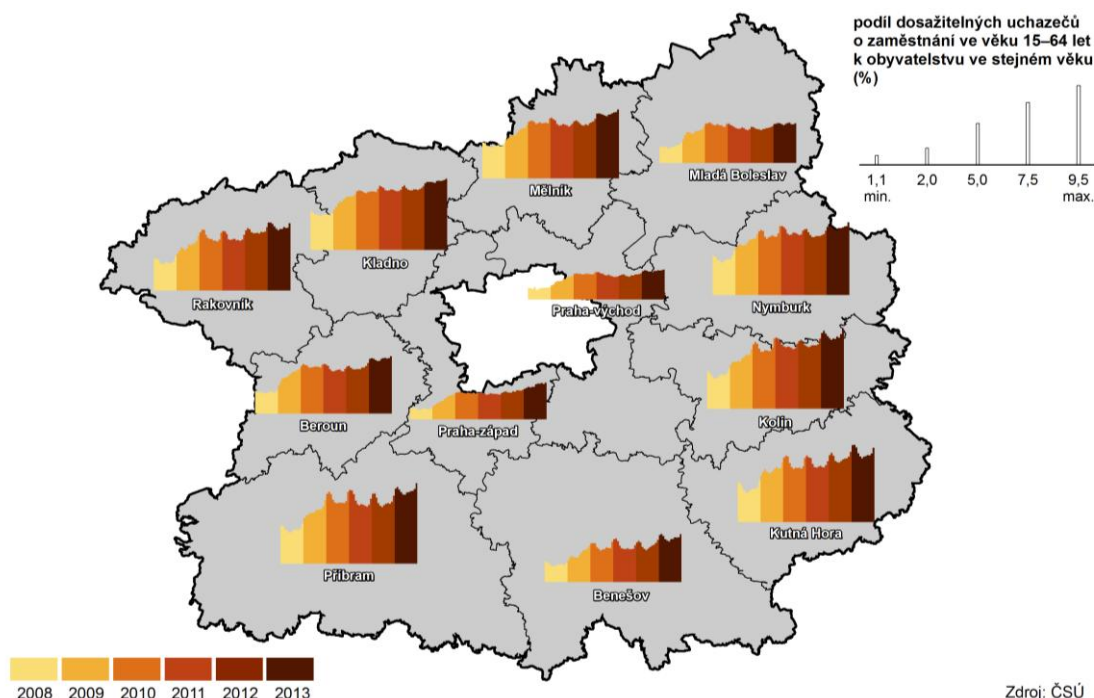 podíl dosažitelných uchazečů
o zaměstnání ve věku 15–64 let
k obyvatelstvu ve stejném věku
(%)
1,1 2,0 5,0 7,5 9,5
min. max.
Mělník
Mladá Boleslav
Kladno
Rakovník
Praha-východ
Nymburk
Beroun
Praha-západ
Kolín
Kutná Hora
Příbram
Benešov
2008 2009 2010 2011 2012 2013
Zdroj: ČSÚ